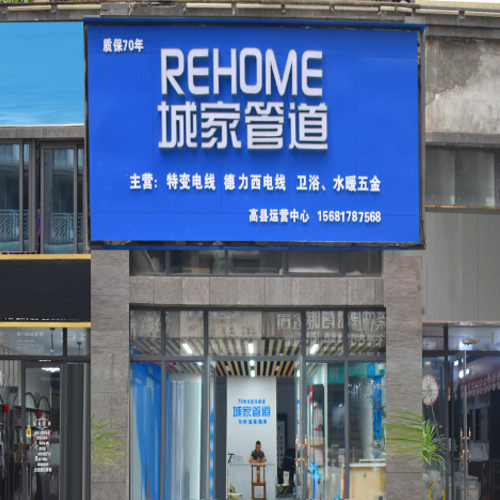 质保70年
REHOME
城家管道
主营：特变电线 德力西电线 卫浴、水暖五金
高县运营中心 15681787568
城家管道